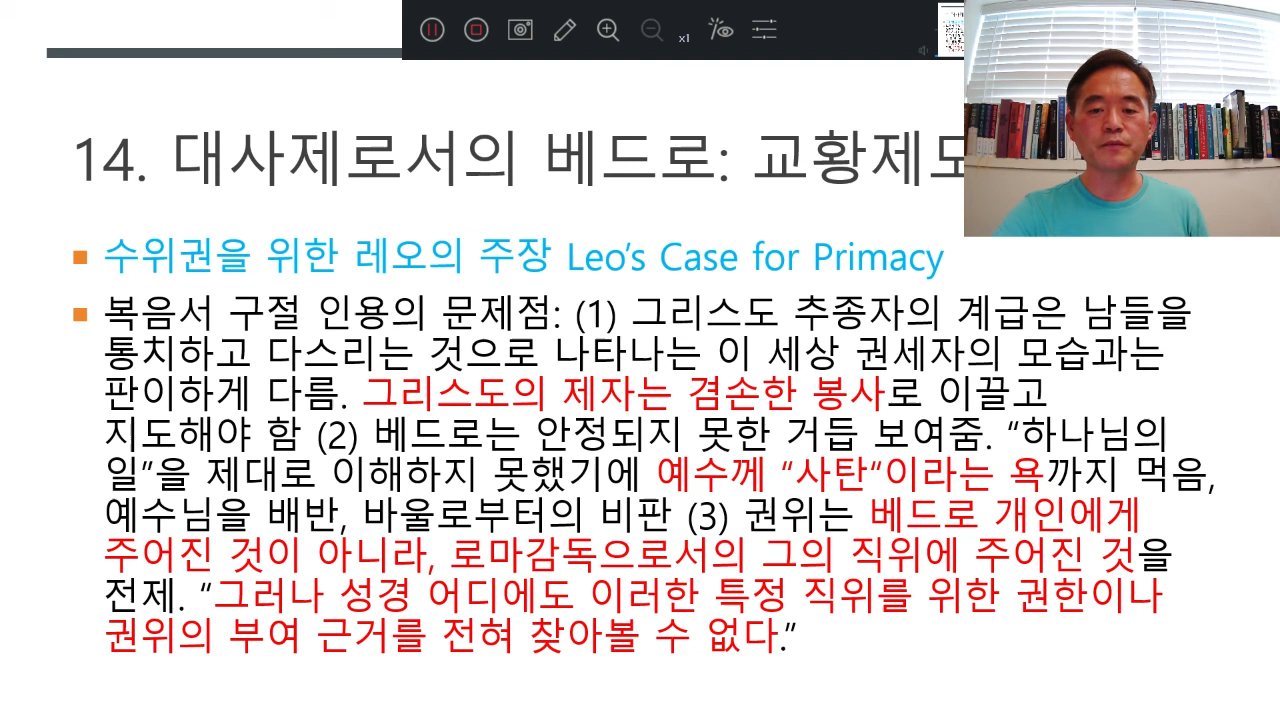 x1
14. 대사제로서의 베드로: 교황제도
수위권을 위한 레오의 주장 Leo's Case for Primacy
복음서 구절 인용의 문제점: (1) 그리스도 추종자의 계급은 남들을
통치하고 다스리는 것으로 나타나는 이 세상 권세자의 모습과는
판이하게 다름. 그리스도의 제자는 겸손한 봉사로 이끌고
지도해야 함 (2) 베드로는 안정되지 못한 거듭 보여줌. “하나님의
일”을 제대로 이해하지 못했기에 예수께 “사탄“이라는 욕까지 먹음,
예수님을 배반, 바울로부터의 비판 (3) 권위는 베드로 개인에게
주어진 것이 아니라, 로마감독으로서의 그의 직위에 주어진 것을
전제. “그러나 성경 어디에도 이러한 특정 직위를 위한 권한이나
권위의 부여 근거를 전혀 찾아볼 수 없다.”